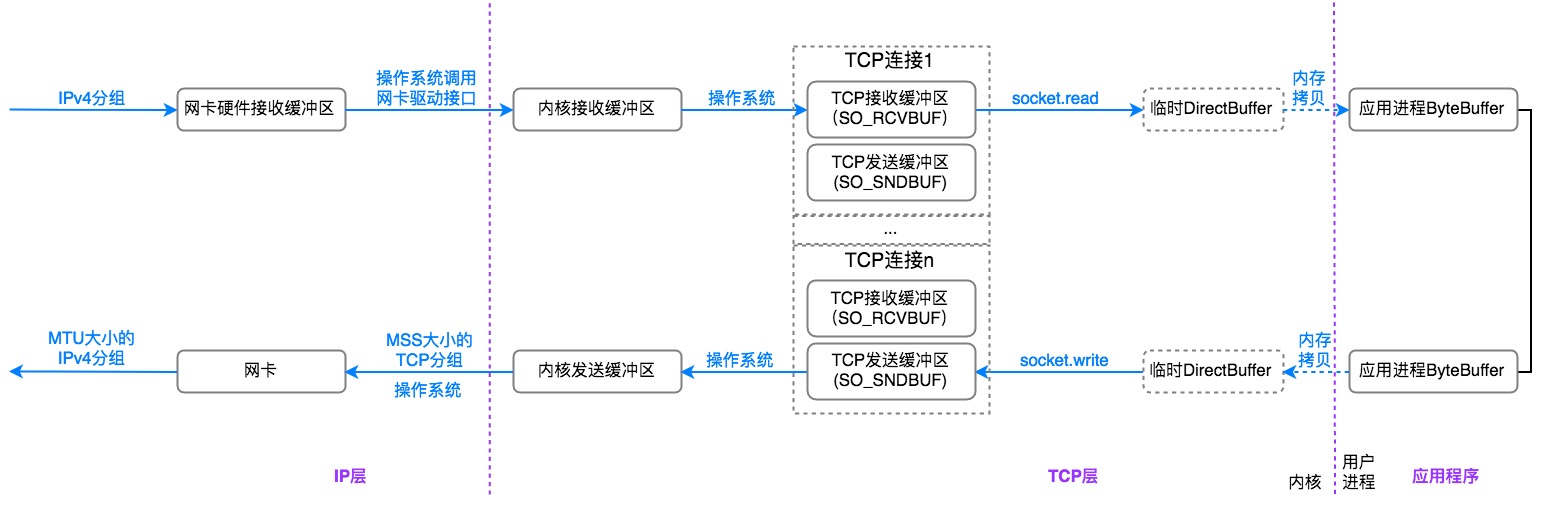 TCP连接1
IPv4分组
网卡硬件接收缓冲区
操作系统调用
网卡驱动接口
内核接收缓冲区
操作系统
TCP接收缓冲区
（SO_RCVBUF）
socket.read
临时DirectBuffer
内存
拷贝
应用进程ByteBuffer
TCP发送缓冲区
(SO_SNDBUF)
...
TCP连接n
TCP接收缓冲区
（SO_RCVBUF）
MTU大小的
IPv4分组
网卡
MSS大小的
TCP分组
操作系统
内核发送缓冲区
操作系统
TCP发送缓冲区
(SO_SNDBUF)
socket.write
临时DirectBuffer
内存
拷贝
应用进程ByteBuffer
IP层
TCP层
内核
用户
进程
应用程序